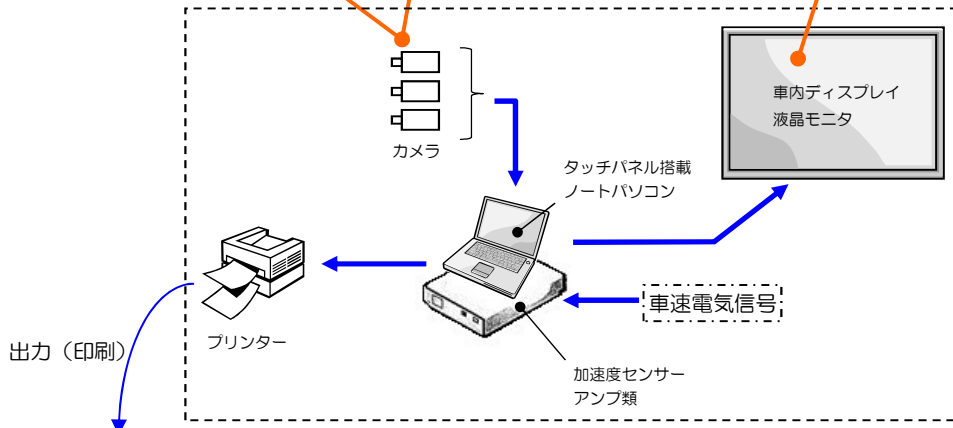 車内ディスプレイ
液晶モニタ
カメラ
タッチパネル搭載
ノートパソコン
車速電気信号
プリンター
出力（印刷）
加速度センサー
アンプ類